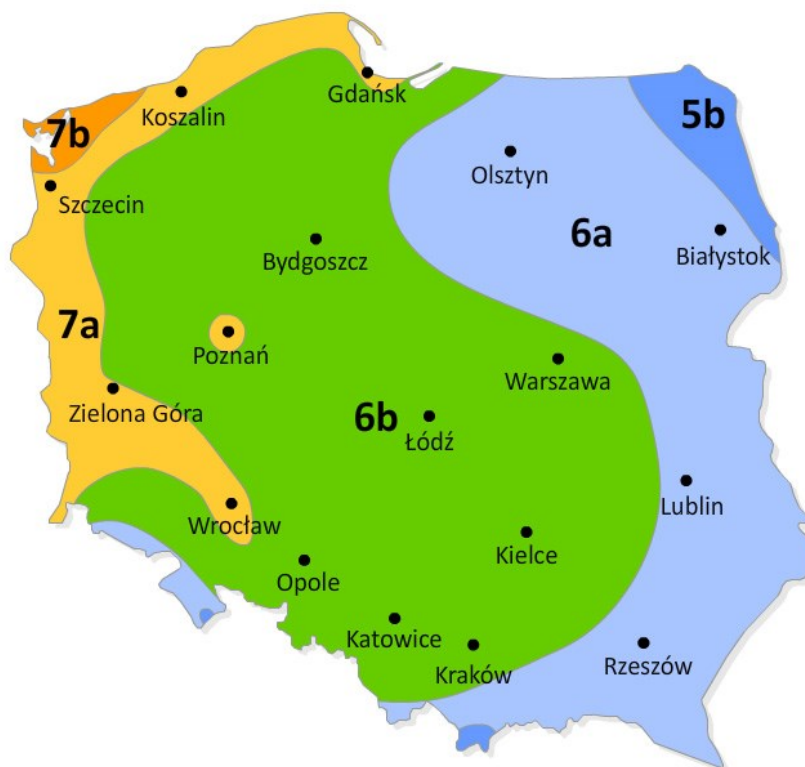 Gdańsk
Koszalin
7b
5b
Olsztyn
Szczecin
6a
Białystok
Bydgoszcz
7a
Poznań
Warszawa
Zielona Góra
6b
Łódź
Lublin
Wrocław
Kielce
Opole
Katowice
Kraków
Rzeszów